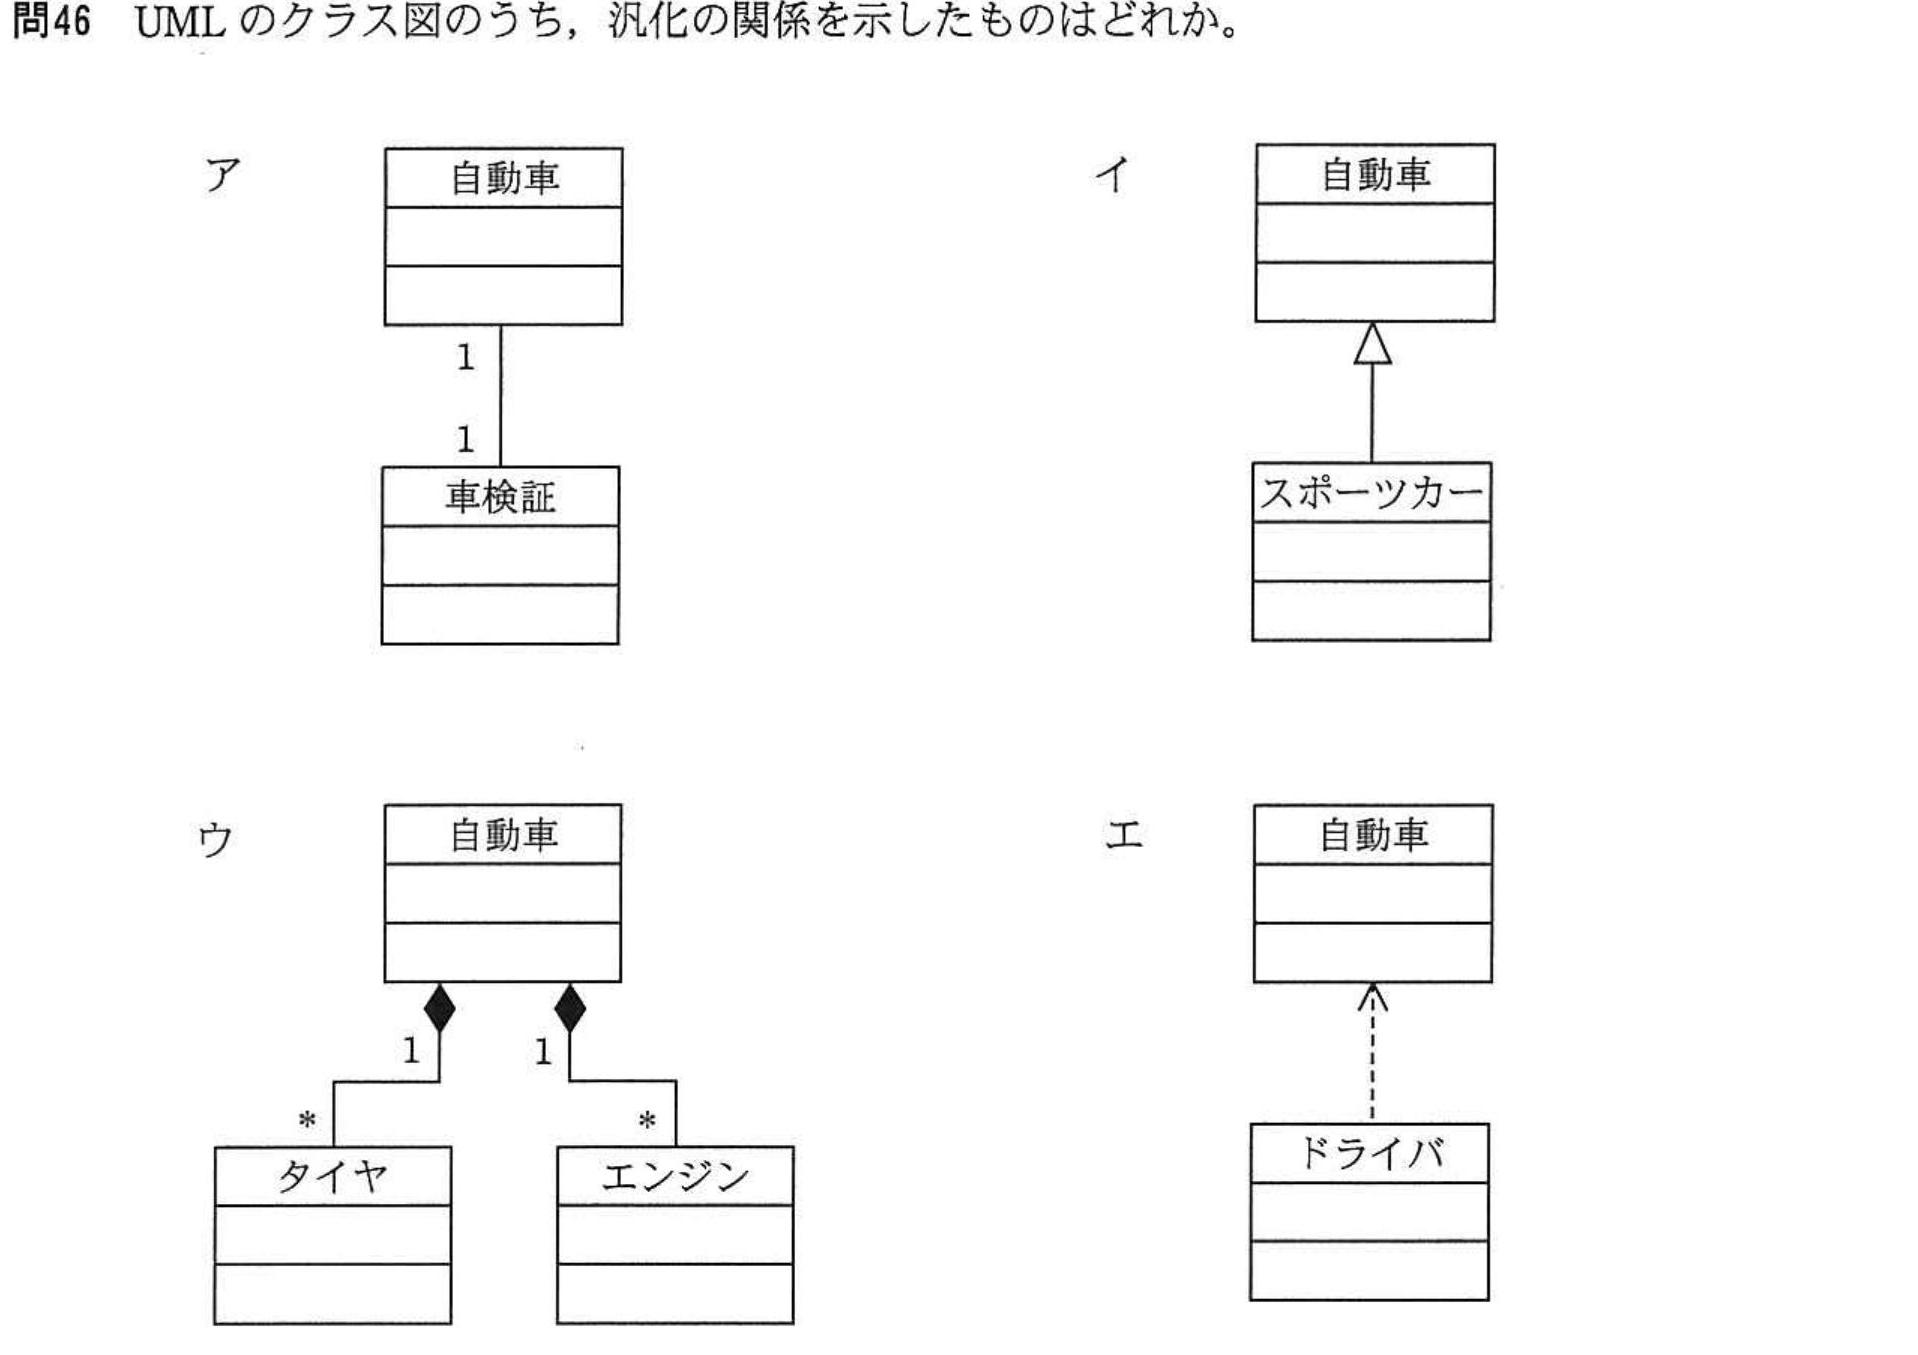 問46 UML のクラス図のうち，汎化の関係を示したものはどれか。
ア
自動車
1
1
車検証
イ
自動車
スポーツカー
ウ
自動車
1 1
* *
タイヤ エンジン
エ
自動車
ドライバ